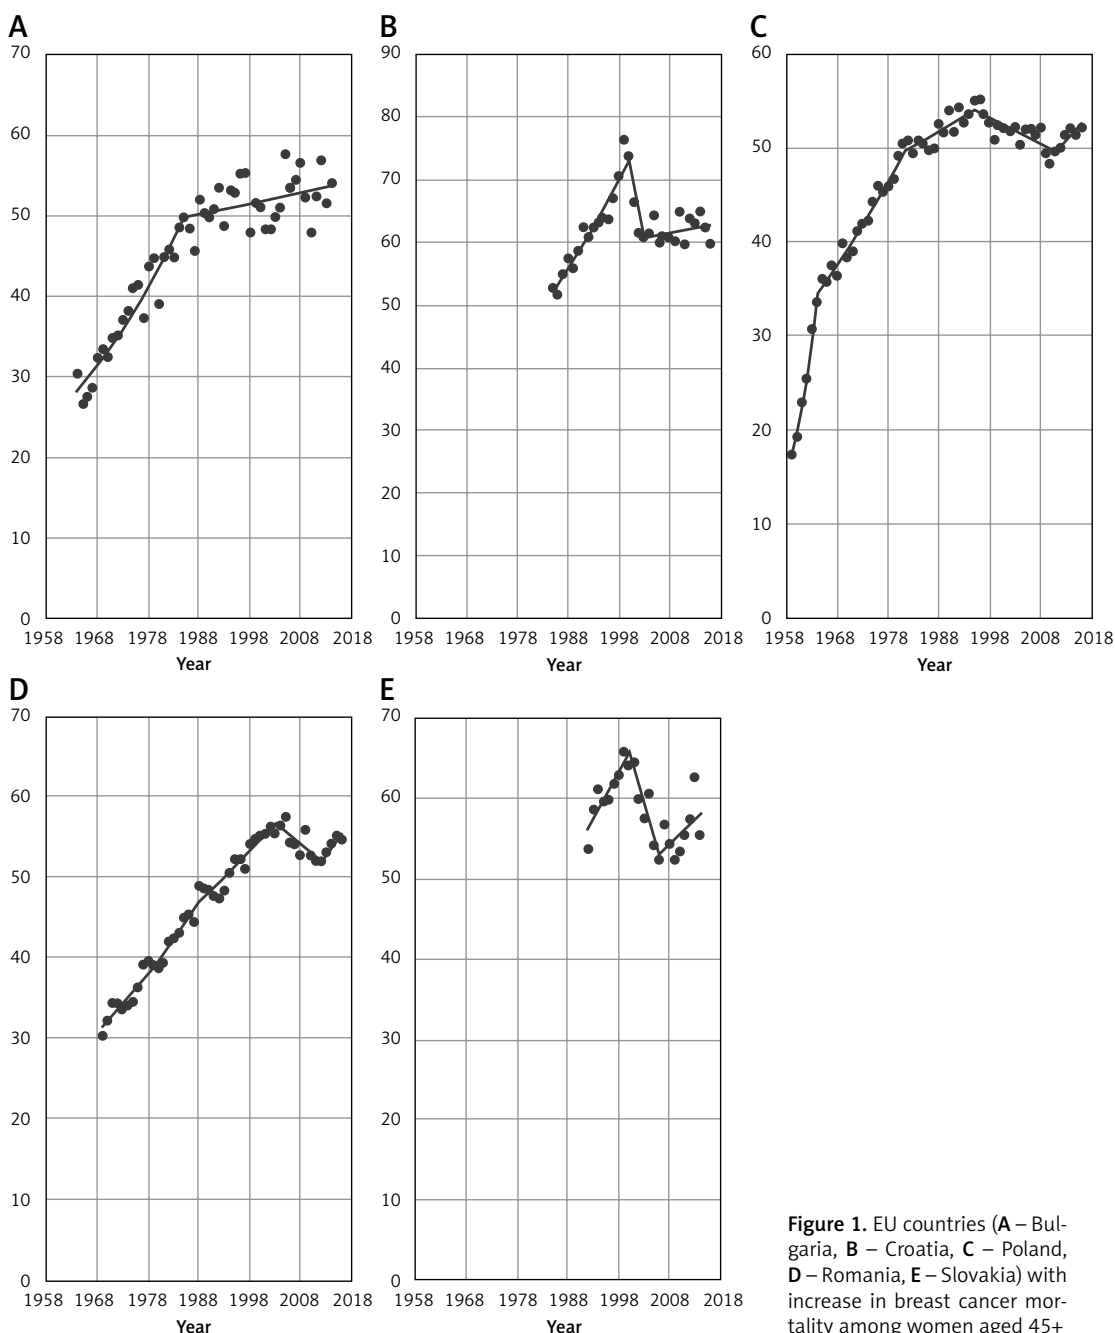 A
70
60
50
40
30
20
10
0
1958 1968 1978 1988 1998 2008 2018
Year
B
90
80
70
60
50
40
30
20
10
0
1958 1968 1978 1988 1998 2008 2018
Year
C
60
50
40
30
20
10
0
1958 1968 1978 1988 1998 2008 2018
Year
D
70
60
50
40
30
20
10
0
1958 1968 1978 1988 1998 2008 2018
Year
E
70
60
50
40
30
20
10
0
1958 1968 1978 1988 1998 2008 2018
Year
Figure 1. EU countries (A – Bul-
garia, B – Croatia, C – Poland,
D – Romania, E – Slovakia) with
increase in breast cancer mor-
tality among women aged 45+